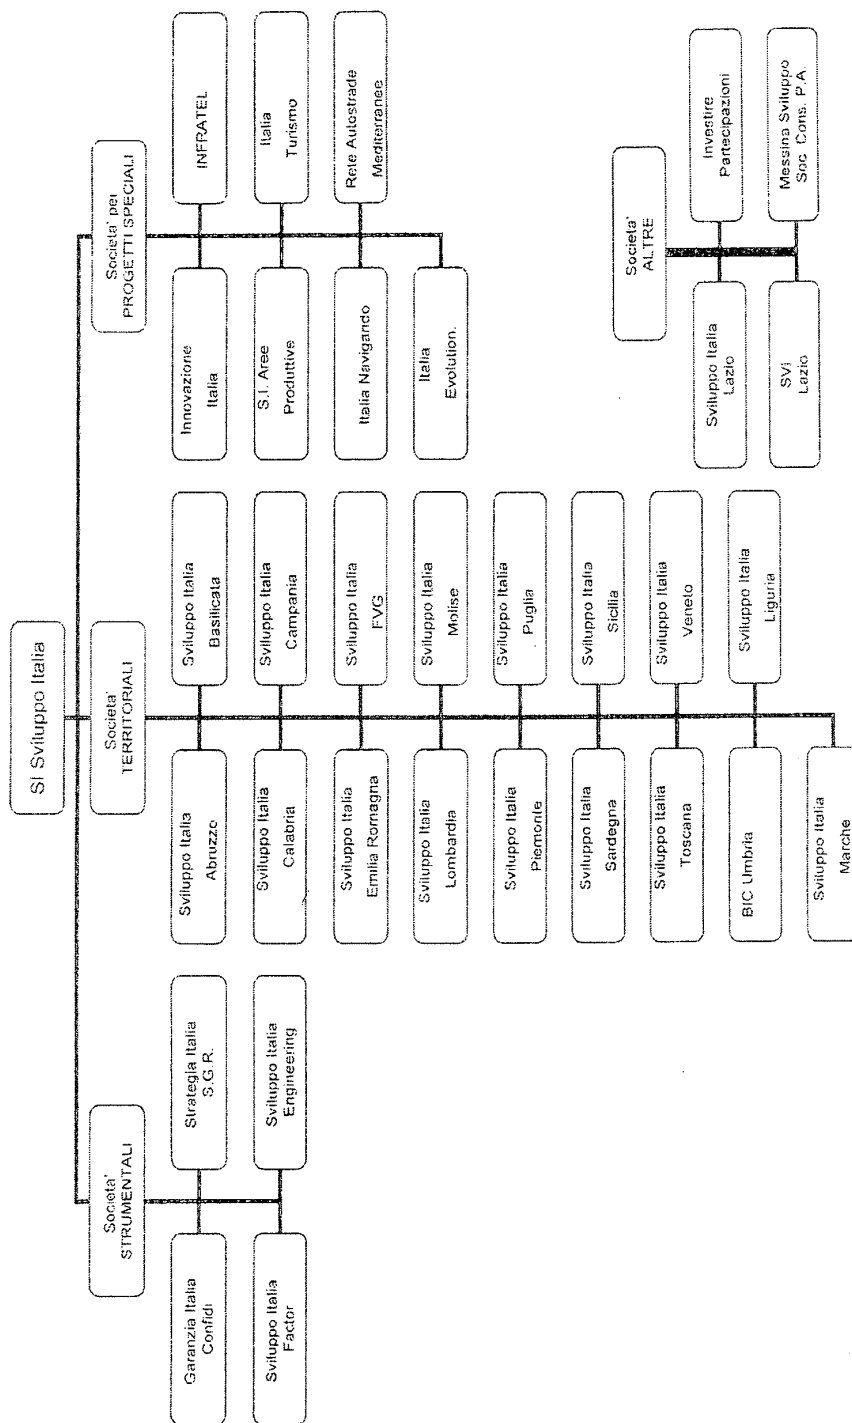 SI Sviluppo Italia
Societa'
STRUMENTALI
Garanzia Italia
Confidi
Strategia Italia
S.G.R.
Sviluppo Italia
Factor
Sviluppo Italia
Engineering
Societa'
TERRITORIALI
Sviluppo Italia
Abruzzo
Sviluppo Italia
Basilicata
Sviluppo Italia
Calabria
Sviluppo Italia
Campania
Sviluppo Italia
Emilia Romagna
Sviluppo Italia
FVG
Sviluppo Italia
Lombardia
Sviluppo Italia
Molise
Sviluppo Italia
Piemonte
Sviluppo Italia
Puglia
Sviluppo Italia
Sardegna
Sviluppo Italia
Sicilia
Sviluppo Italia
Toscana
Sviluppo Italia
Veneto
BIC Umbria
Sviluppo Italia
Liguria
Sviluppo Italia
Marche
Societa' per
PROGETTI SPECIALI
Innovazione
Italia
INFRATEL
S.I. Aree
Produttive
Italia
Turismo
Italia Navigando
Rete Autostrade
Mediterranee
Italia
Evolution.
Societa'
ALTRE
Sviluppo Italia
Lazio
Investire
Partecipazioni
SVI
Lazio
Messina Sviluppo
Soc. Cons. P.A.